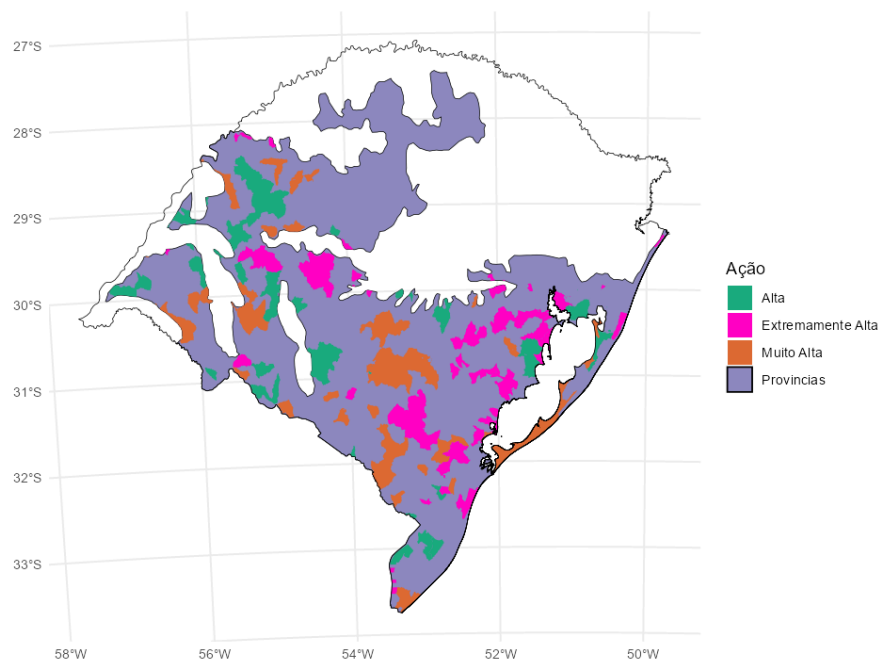 27°S
28°S
29°S
30°S
31°S
32°S
33°S
58°W
56°W
54°W
52°W
50°W
Ação
Alta
Extremamente Alta
Muito Alta
Provincias